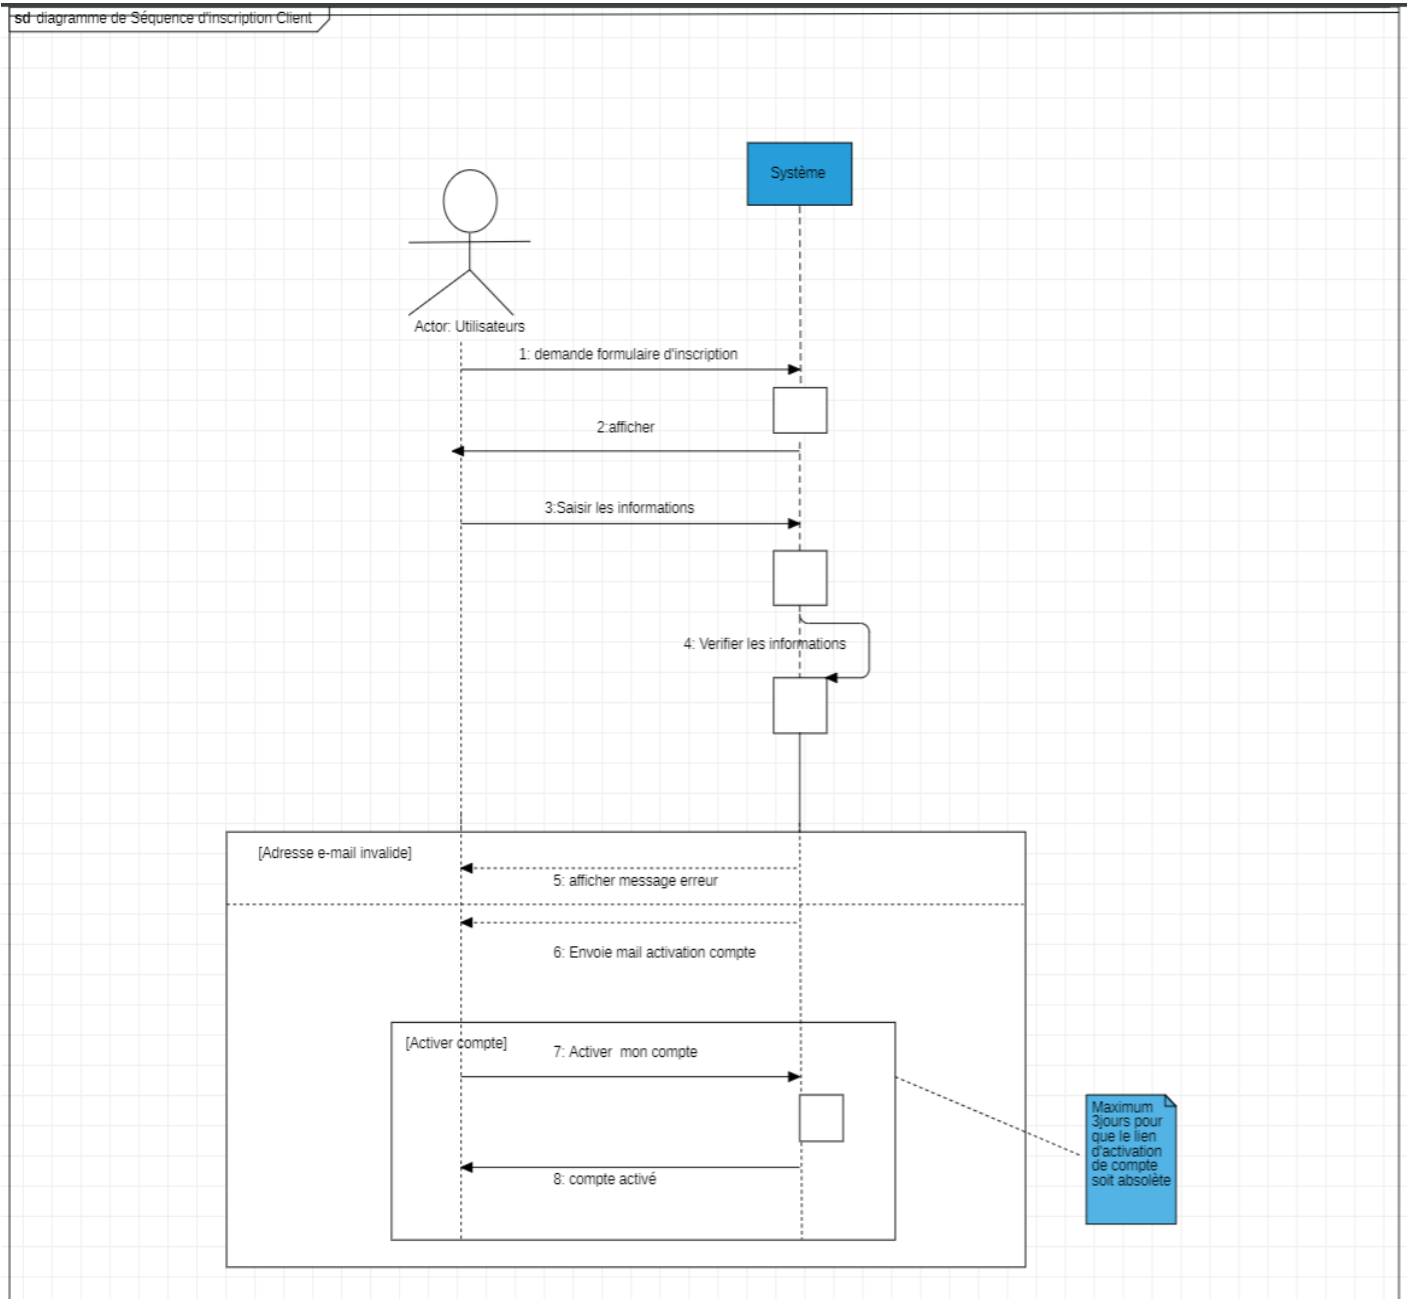 sd diagramme de Séquence d'inscription Client
Système
Actor: Utilisateurs
1: demande formulaire d'inscription
2:afficher
3:Saisir les informations
4: Verifier les informations
[Adresse e-mail invalide]
5: afficher message erreur
6: Envoie mail activation compte
[Activer compte]
7: Activer  mon compte
Maximum
3jours pour
que le lien
d'activation
de compte
soit absolète
8: compte activé